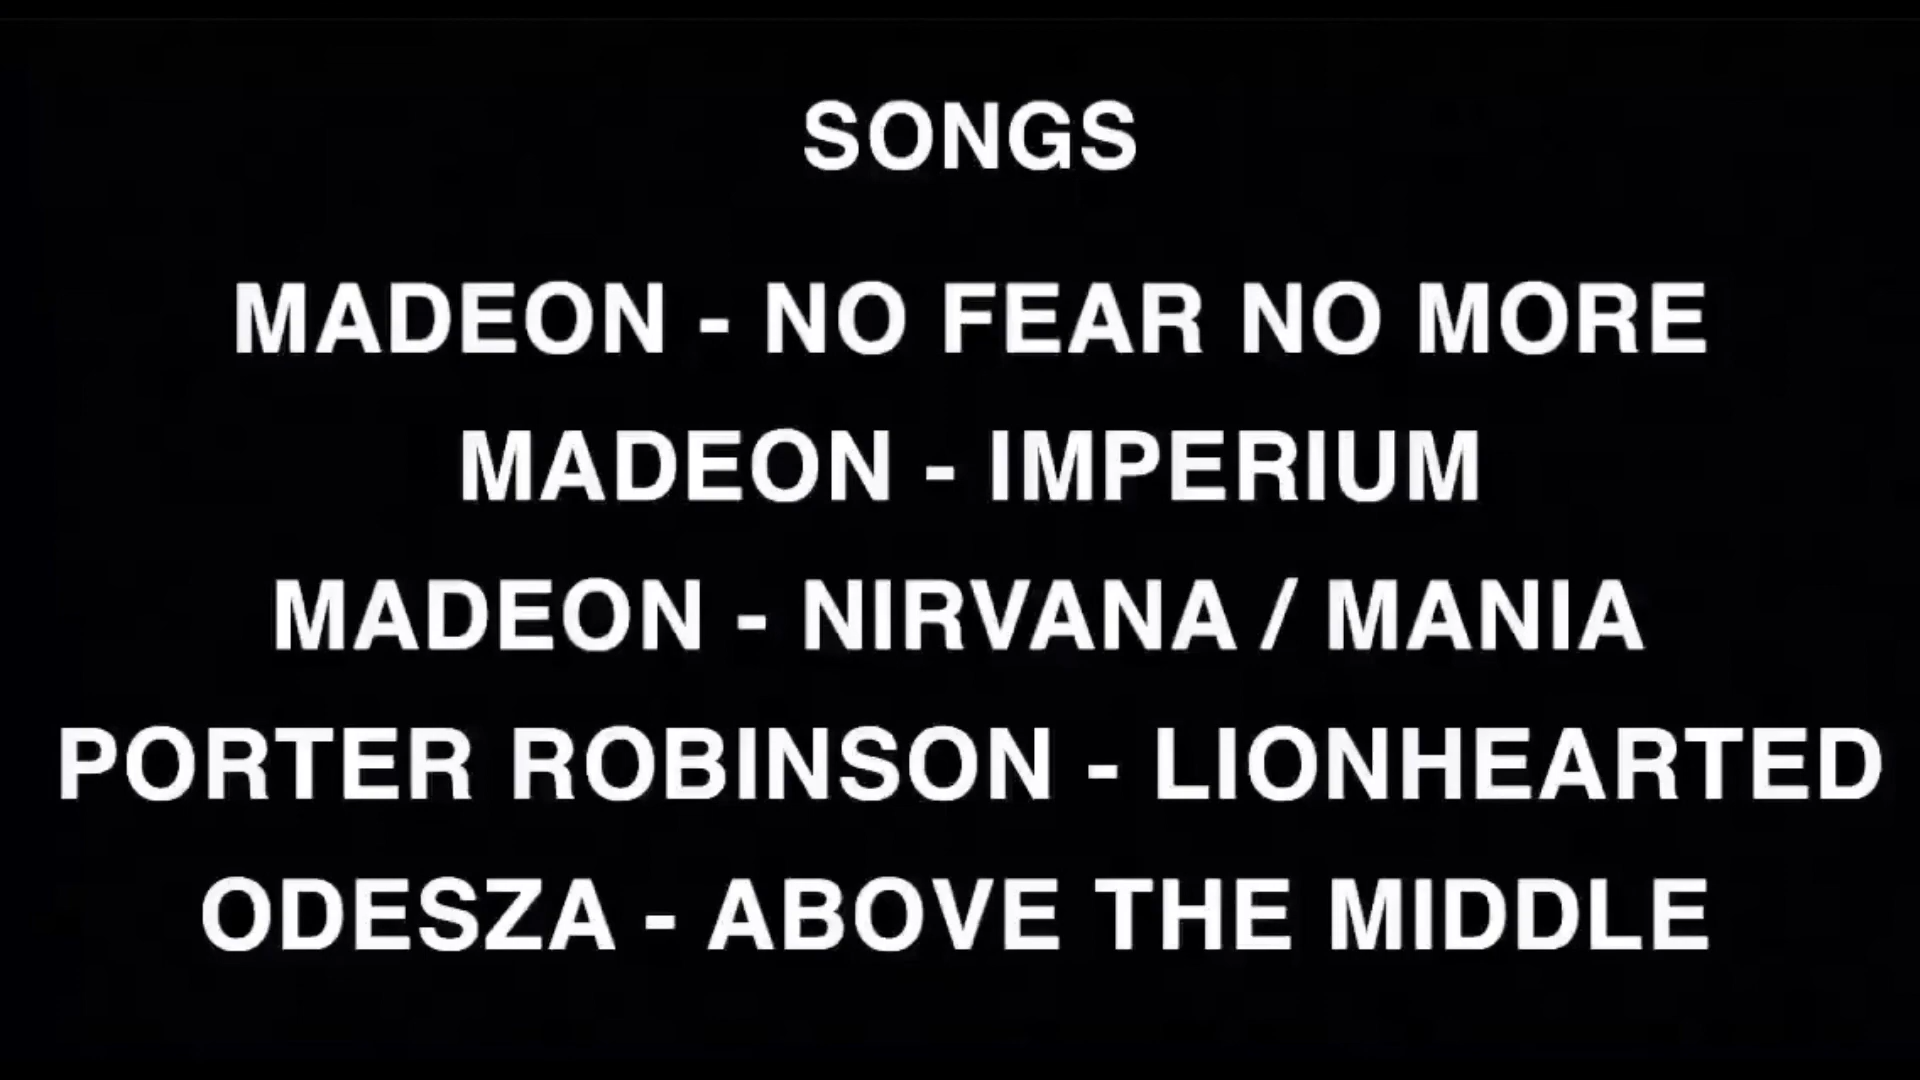 SONGS
MADEON - NO FEAR NO MORE
MADEON - IMPERIUM
MADEON - NIRVANA / MANIA
PORTER ROBINSON - LIONHEARTED
ODESZA - ABOVE THE MIDDLE